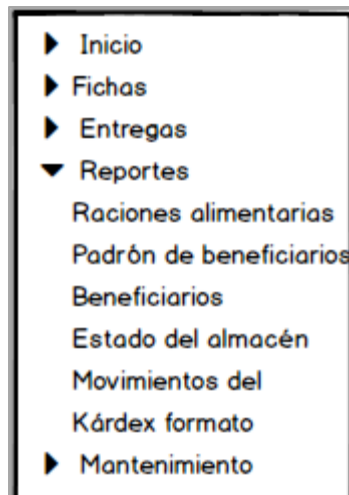 Inicio
Fichas
Entregas
Reportes
Raciones alimentarias
Padrón de beneficiarios
Beneficiarios
Estado del almacén
Movimientos del
Kárdex formato
Mantenimiento